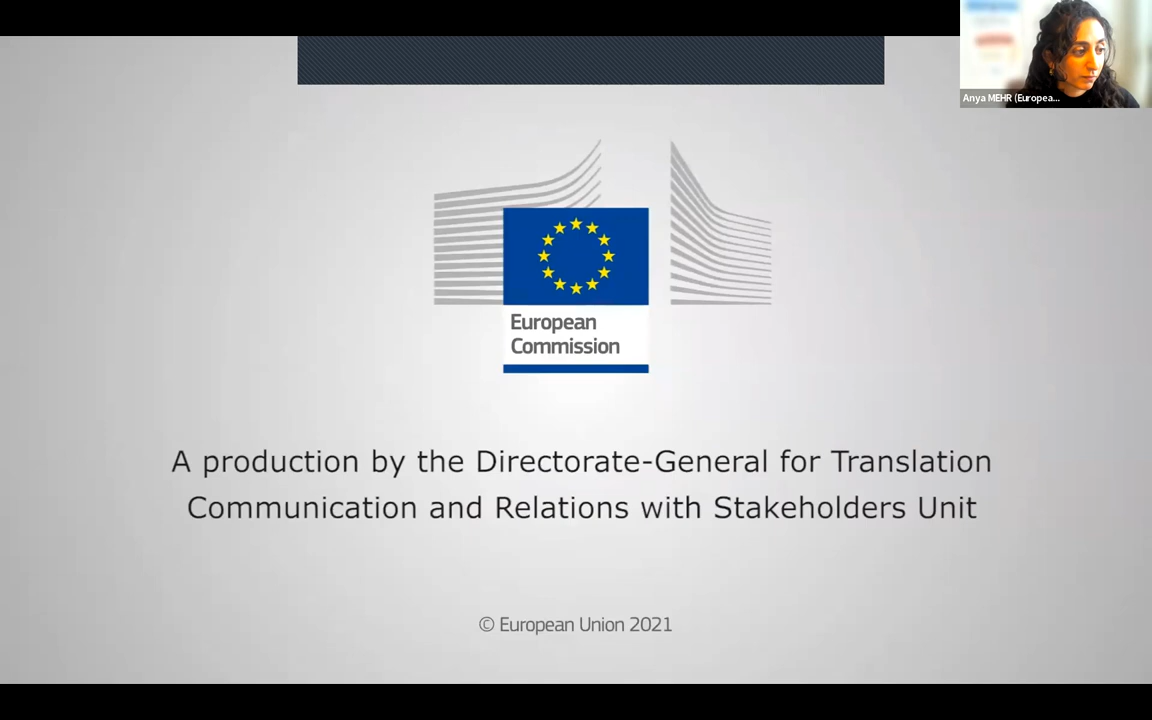 Anya MEHR (Europea...
European
Commission
A production by the Directorate-General for Translation
Communication and Relations with Stakeholders Unit
© European Union 2021